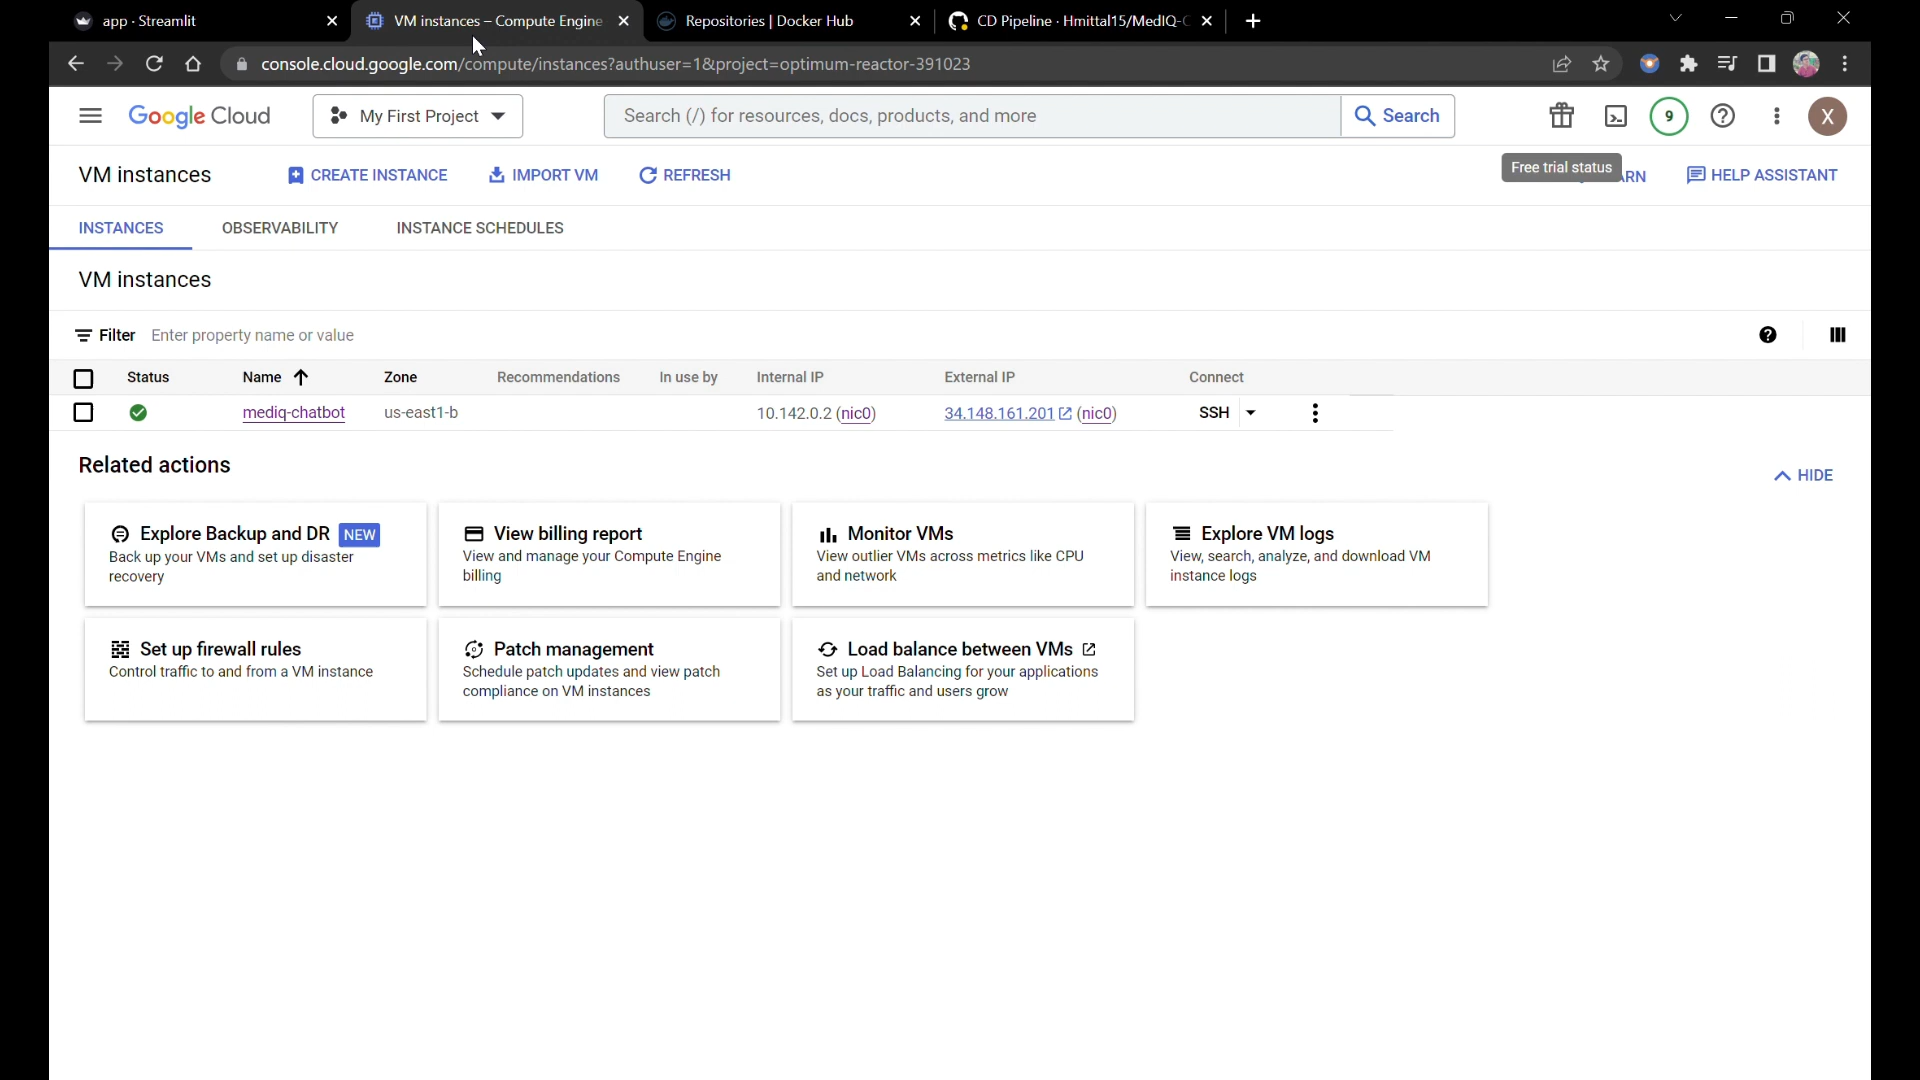 app · Streamlit
VM instances – Compute Engine
Repositories | Docker Hub
CD Pipeline · Hmittal15/MedIQ-C
console.cloud.google.com/compute/instances?authuser=1&project=optimum-reactor-391023
Google Cloud
My First Project
Search (/) for resources, docs, products, and more
Search
9
X
VM instances
CREATE INSTANCE
IMPORT VM
REFRESH
Free trial status
RN
HELP ASSISTANT
INSTANCES
OBSERVABILITY
INSTANCE SCHEDULES
VM instances
Filter Enter property name or value
Status Name Zone Recommendations In use by Internal IP External IP Connect
mediq-chatbot us-east1-b 10.142.0.2 (nic0) 34.148.161.201 (nic0) SSH
Related actions
HIDE
Explore Backup and DR NEW
Back up your VMs and set up disaster
recovery
View billing report
View and manage your Compute Engine
billing
Monitor VMs
View outlier VMs across metrics like CPU
and network
Explore VM logs
View, search, analyze, and download VM
instance logs
Set up firewall rules
Control traffic to and from a VM instance
Patch management
Schedule patch updates and view patch
compliance on VM instances
Load balance between VMs
Set up Load Balancing for your applications
as your traffic and users grow